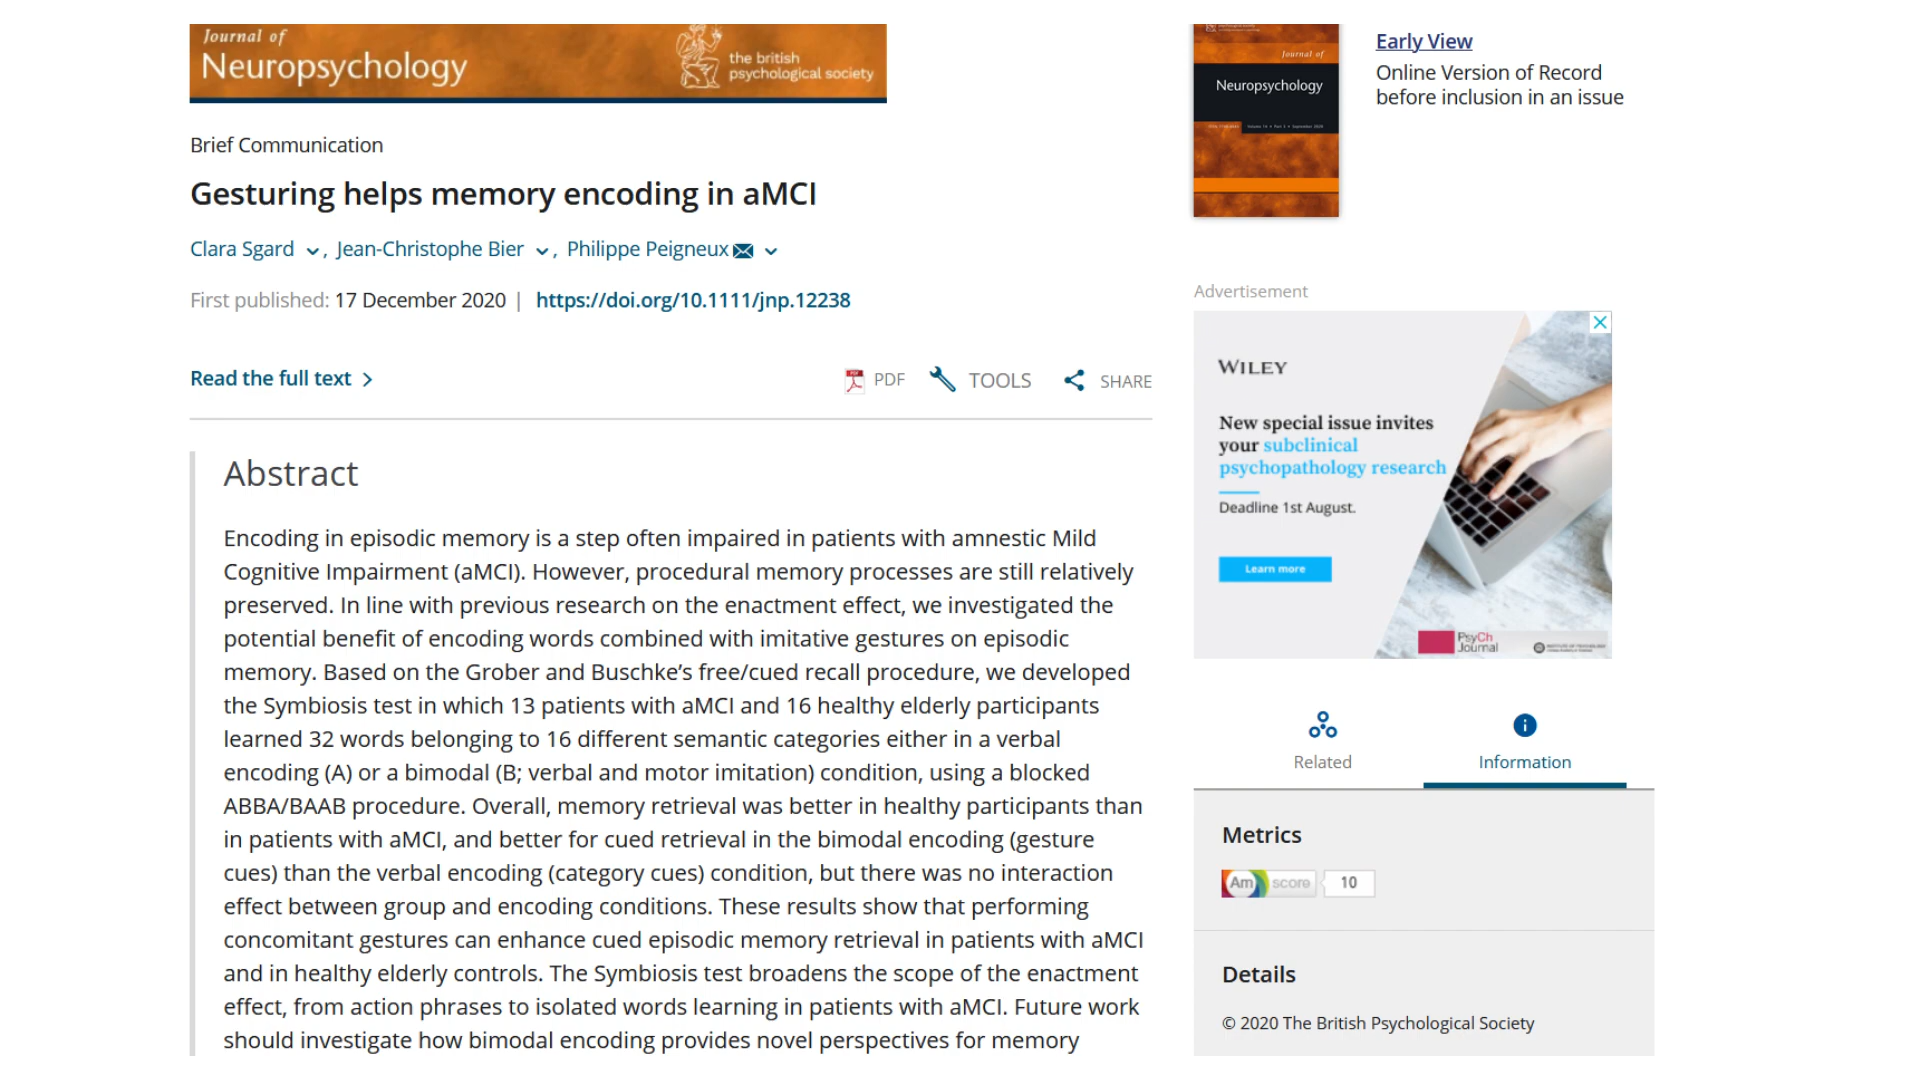 Journal of
Neuropsychology
the british
psychological society
Brief Communication
Gesturing helps memory encoding in aMCI
Clara Sgard , Jean-Christophe Bier , Philippe Peigneux
First published: 17 December 2020 | https://doi.org/10.1111/jnp.12238
Read the full text >
PDF TOOLS SHARE
Abstract
Encoding in episodic memory is a step often impaired in patients with amnestic Mild
Cognitive Impairment (aMCI). However, procedural memory processes are still relatively
preserved. In line with previous research on the enactment effect, we investigated the
potential benefit of encoding words combined with imitative gestures on episodic
memory. Based on the Grober and Buschke’s free/cued recall procedure, we developed
the Symbiosis test in which 13 patients with aMCI and 16 healthy elderly participants
learned 32 words belonging to 16 different semantic categories either in a verbal
encoding (A) or a bimodal (B; verbal and motor imitation) condition, using a blocked
ABBA/BAAB procedure. Overall, memory retrieval was better in healthy participants than
in patients with aMCI, and better for cued retrieval in the bimodal encoding (gesture
cues) than the verbal encoding (category cues) condition, but there was no interaction
effect between group and encoding conditions. These results show that performing
concomitant gestures can enhance cued episodic memory retrieval in patients with aMCI
and in healthy elderly controls. The Symbiosis test broadens the scope of the enactment
effect, from action phrases to isolated words learning in patients with aMCI. Future work
should investigate how bimodal encoding provides novel perspectives for memory
Journal of
Neuropsychology
Early View
Online Version of Record
before inclusion in an issue
Advertisement
WILEY
New special issue invites
your subclinical
psychopathology research
Deadline 1st August.
Learn more
PsyCh
Journal
Related
Information
Metrics
Am score 10
Details
© 2020 The British Psychological Society